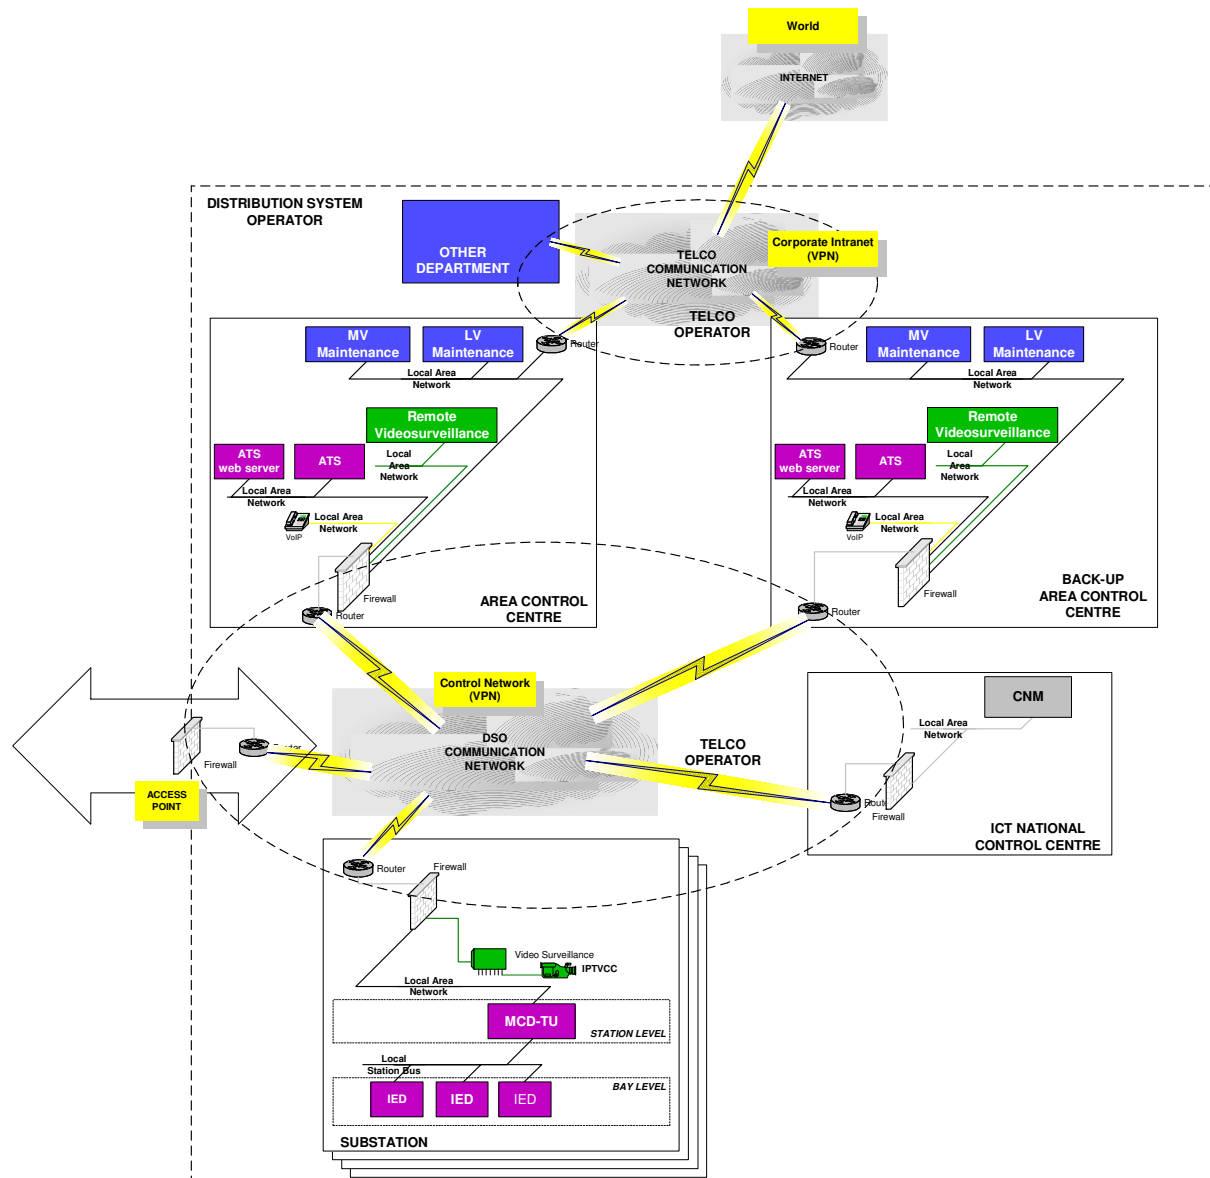 World
INTERNET
DISTRIBUTION SYSTEM
OPERATOR
OTHER
DEPARTMENT
TELCO
COMMUNICATION
NETWORK
Corporate Intranet
(VPN)
TELCO
OPERATOR
MV
Maintenance
LV
Maintenance
Router
Local Area
Network
Remote
Videosurveillance
ATS
web server
ATS
Local
Area
Network
Local Area
Network
VoIP
Local Area
Network
Firewall
Router
AREA CONTROL
CENTRE
Router
MV
Maintenance
LV
Maintenance
Local Area
Network
Remote
Videosurveillance
ATS
web server
ATS
Local
Area
Network
Local Area
Network
VoIP
Local Area
Network
Firewall
Router
BACK-UP
AREA CONTROL
CENTRE
Control Network
(VPN)
DSO
COMMUNICATION
NETWORK
TELCO
OPERATOR
CNM
Local Area
Network
Router
Firewall
ICT NATIONAL
CONTROL CENTRE
Router
Firewall
ACCESS
POINT
Router
Firewall
Video Surveillance
IPTVCC
Local Area
Network
MCD-TU
STATION LEVEL
Local
Station Bus
BAY LEVEL
IED
IED
IED
SUBSTATION